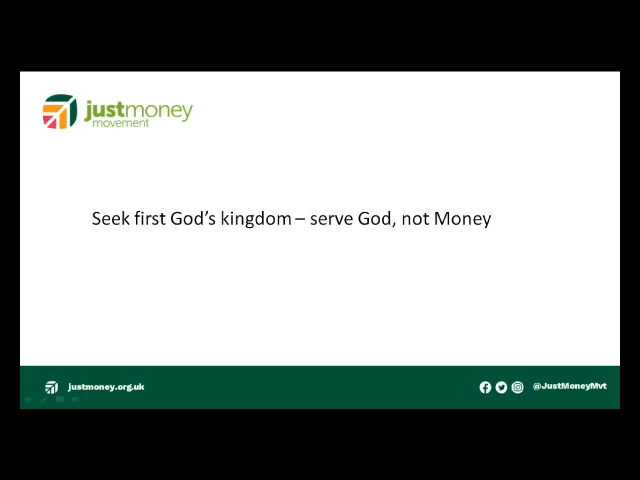 justmoney
movement
Seek first God's kingdom – serve God, not Money
justmoney.org.uk
@JustMoneyMvt